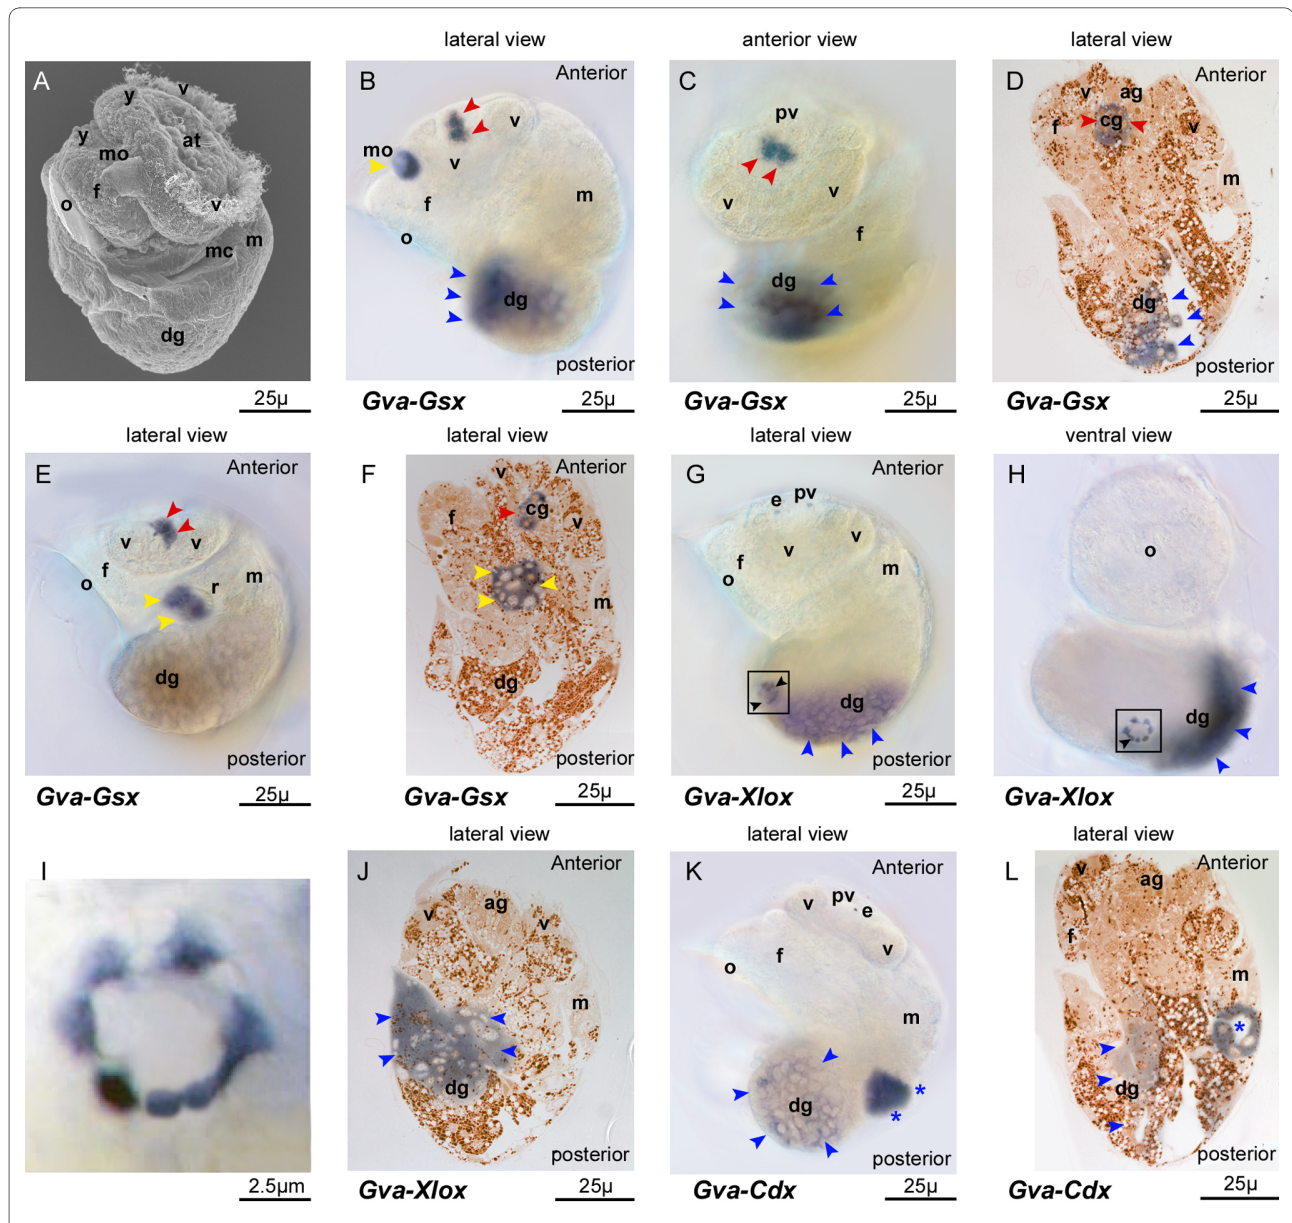 lateral view
anterior view
lateral view
A
v
y
y
at
mo
f
o
v
mc
m
dg
25µ
B
Anterior
v
mo
v
m
f
o
dg
posterior
Gva-Gsx
25µ
C
pv
v
v
f
dg
Gva-Gsx
25µ
D
Anterior
v
ag
f
cg
v
m
dg
posterior
Gva-Gsx
25µ
lateral view
lateral view
lateral view
ventral view
E
Anterior
v
v
f
o
r
m
dg
posterior
Gva-Gsx
25µ
F
Anterior
v
f
cg
v
m
dg
posterior
Gva-Gsx
25µ
G
Anterior
e
pv
v
f
v
o
m
dg
posterior
Gva-Xlox
25µ
H
o
dg
Gva-Xlox
25µ
lateral view
lateral view
lateral view
I
2.5µm
J
Anterior
v
ag
v
m
dg
posterior
Gva-Xlox
25µ
K
Anterior
pv
v
e
v
f
o
m
*
dg
*
posterior
Gva-Cdx
25µ
L
Anterior
v
ag
f
m
*
dg
posterior
Gva-Cdx
25µ